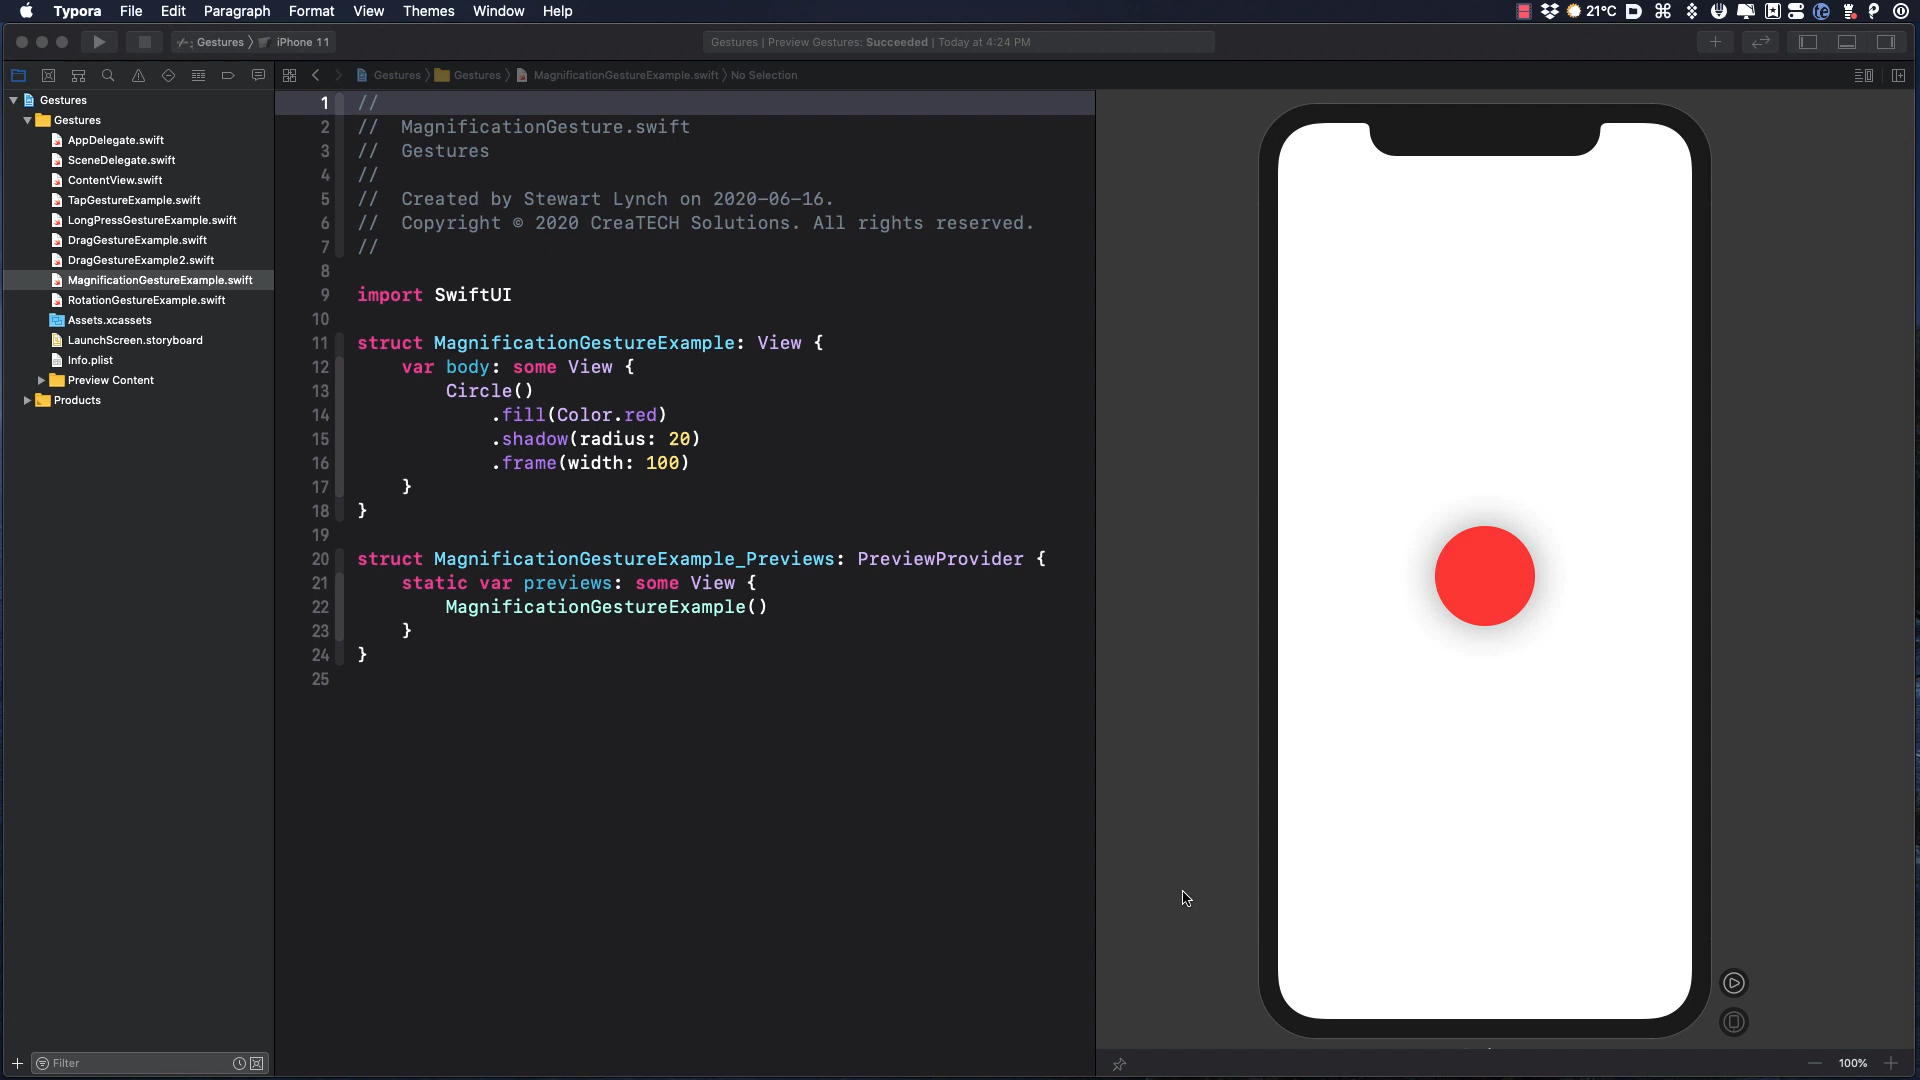 Typora File Edit Paragraph Format View Themes Window Help 21°C
Gestures iPhone 11 Gestures | Preview Gestures: Succeeded | Today at 4:24 PM
Gestures Gestures MagnificationGestureExample.swift No Selection
Gestures
Gestures
AppDelegate.swift
SceneDelegate.swift
ContentView.swift
TapGestureExample.swift
LongPressGestureExample.swift
DragGestureExample.swift
DragGestureExample2.swift
MagnificationGestureExample.swift
RotationGestureExample.swift
Assets.xcassets
LaunchScreen.storyboard
Info.plist
Preview Content
Products
Filter
1 //
2 // MagnificationGesture.swift
3 // Gestures
4 //
5 // Created by Stewart Lynch on 2020-06-16.
6 // Copyright © 2020 CreaTECH Solutions. All rights reserved.
7 //
8
9 import SwiftUI
10
11 struct MagnificationGestureExample: View {
12 var body: some View {
13 Circle()
14 .fill(Color.red)
15 .shadow(radius: 20)
16 .frame(width: 100)
17 }
18 }
19
20 struct MagnificationGestureExample_Previews: PreviewProvider {
21 static var previews: some View {
22 MagnificationGestureExample()
23 }
24 }
25
100%